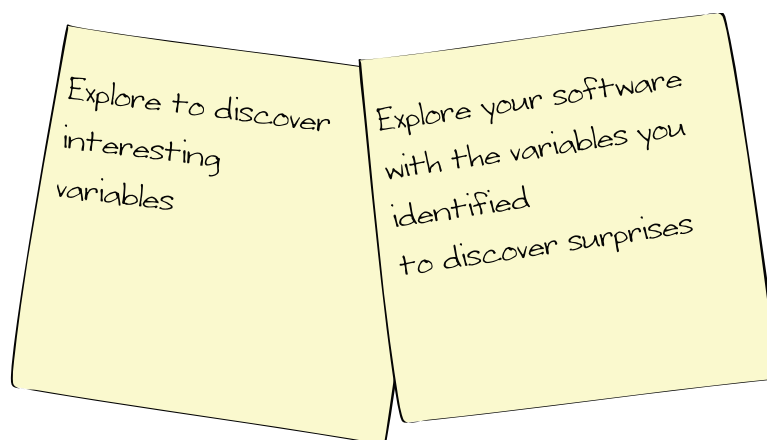 Explore to discover
interesting
variables
Explore your software
with the variables you
identified
to discover surprises